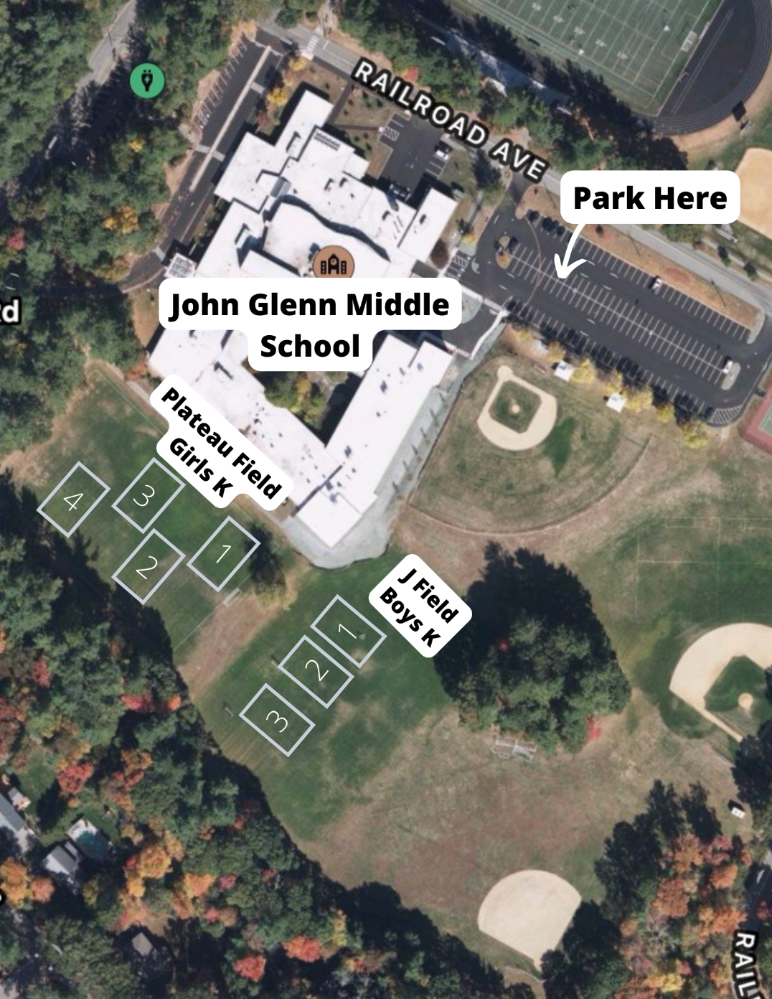 RAILROAD AVE
Park Here
John Glenn Middle
School
Rd
Plateau Field
Girls K
4
3
2
1
J Field
Boys K
1
2
3